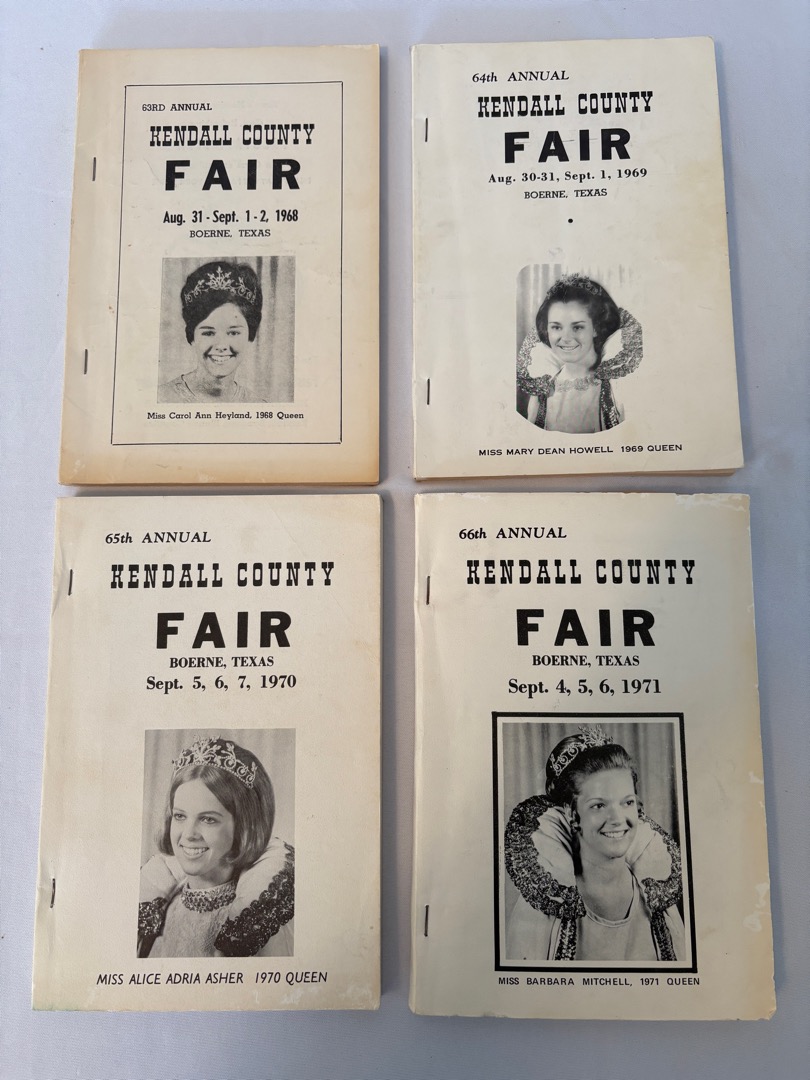 63RD ANNUAL
KENDALL COUNTY
FAIR
Aug. 31 - Sept. 1 - 2, 1968
BOERNE, TEXAS
Miss Carol Ann Heyland, 1968 Queen
64th ANNUAL
KENDALL COUNTY
FAIR
Aug. 30-31, Sept. 1, 1969
BOERNE, TEXAS
MISS MARY DEAN HOWELL 1969 QUEEN
65th ANNUAL
KENDALL COUNTY
FAIR
BOERNE, TEXAS
Sept. 5, 6, 7, 1970
MISS ALICE ADRIA ASHER 1970 QUEEN
66th ANNUAL
KENDALL COUNTY
FAIR
BOERNE, TEXAS
Sept. 4, 5, 6, 1971
MISS BARBARA MITCHELL, 1971 QUEEN